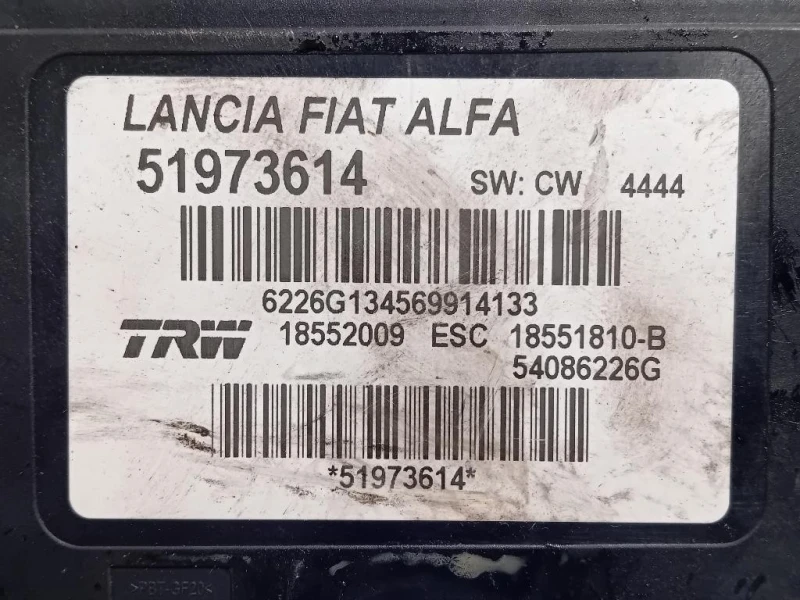 LANCIA FIAT ALFA
51973614 SW: CW 4444
6226G134569914133
TRW 18552009 ESC 18551810-B
54086226G
*51973614*